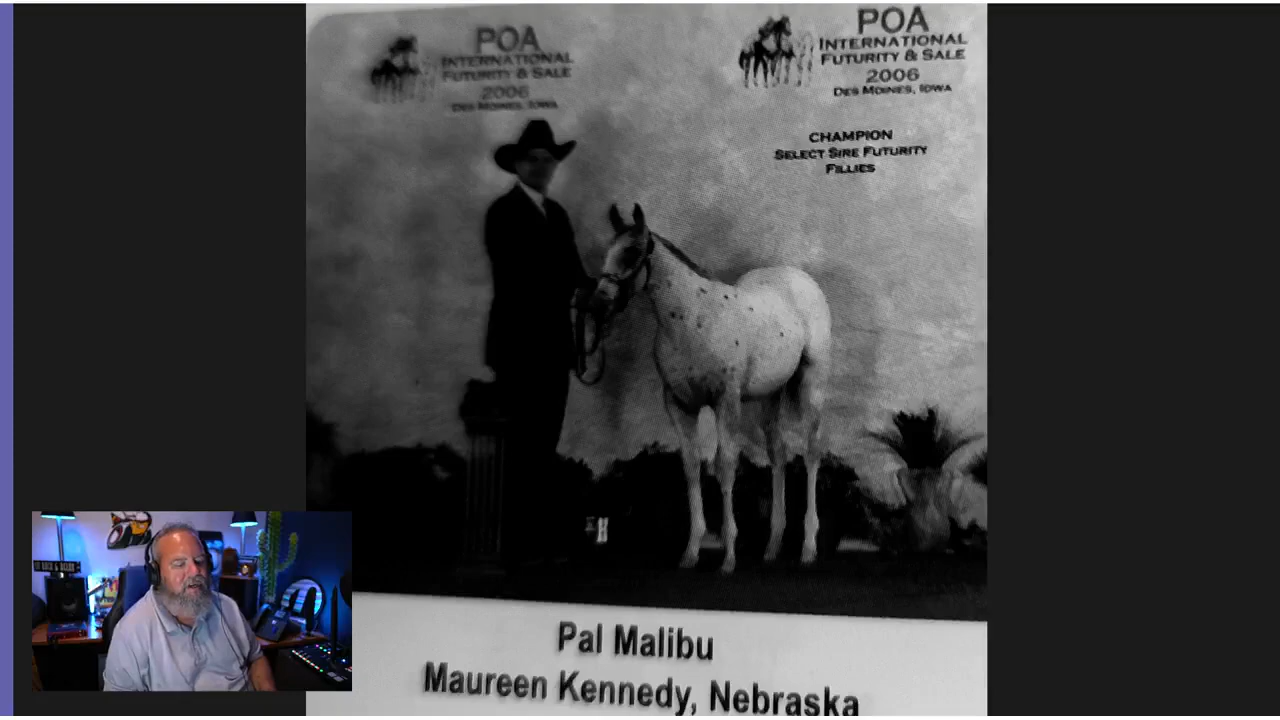 POA
INTERNATIONAL
FUTURITY & SALE
2006
DES MOINES, IOWA
POA
INTERNATIONAL
FUTURITY & SALE
2006
DES MOINES, IOWA
CHAMPION
SELECT SIRE FUTURITY
FILLIES
Pal Malibu
Maureen Kennedy, Nebraska